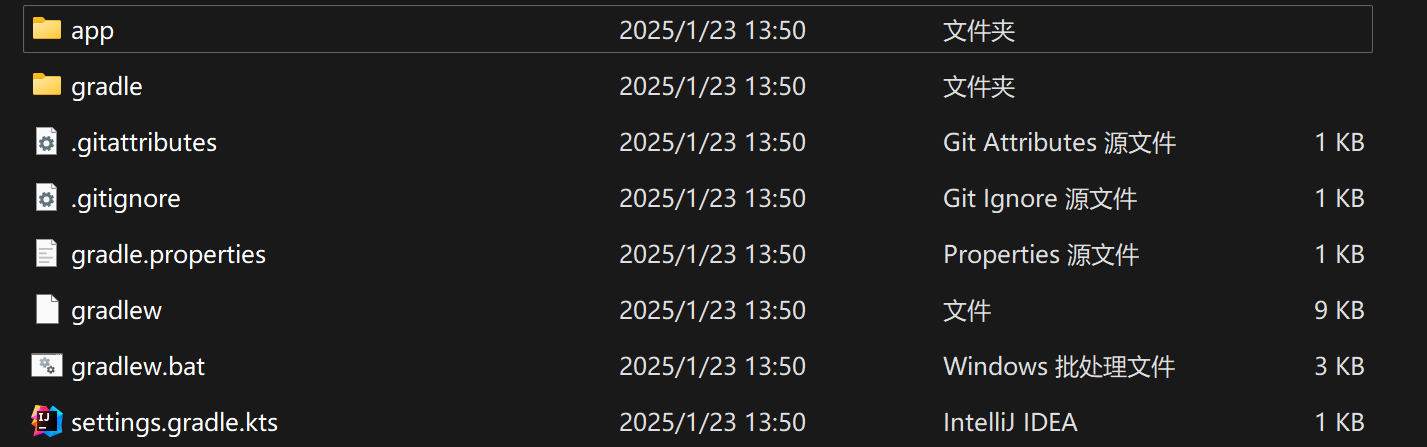 app 2025/1/23 13:50 文件夹
gradle 2025/1/23 13:50 文件夹
.gitattributes 2025/1/23 13:50 Git Attributes 源文件 1 KB
.gitignore 2025/1/23 13:50 Git Ignore 源文件 1 KB
gradle.properties 2025/1/23 13:50 Properties 源文件 1 KB
gradlew 2025/1/23 13:50 文件 9 KB
gradlew.bat 2025/1/23 13:50 Windows 批处理文件 3 KB
settings.gradle.kts 2025/1/23 13:50 IntelliJ IDEA 1 KB